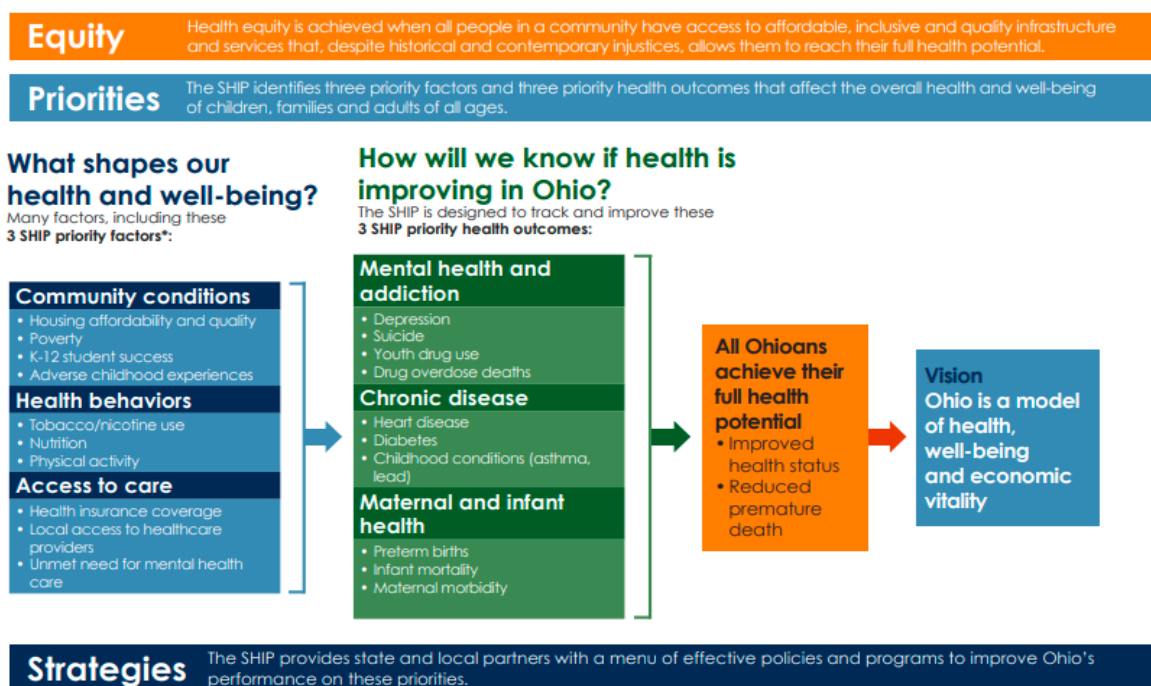 Equity
Health equity is achieved when all people in a community have access to affordable, inclusive and quality infrastructure
and services that, despite historical and contemporary injustices, allows them to reach their full health potential.
Priorities
The SHIP identifies three priority factors and three priority health outcomes that affect the overall health and well-being
of children, families and adults of all ages.
What shapes our
health and well-being?
Many factors, including these
3 SHIP priority factors*:
Community conditions
• Housing affordability and quality
• Poverty
• K-12 student success
• Adverse childhood experiences
Health behaviors
• Tobacco/nicotine use
• Nutrition
• Physical activity
Access to care
• Health insurance coverage
• Local access to healthcare
providers
• Unmet need for mental health
care
How will we know if health is
improving in Ohio?
The SHIP is designed to track and improve these
3 SHIP priority health outcomes:
Mental health and
addiction
• Depression
• Suicide
• Youth drug use
• Drug overdose deaths
Chronic disease
• Heart disease
• Diabetes
• Childhood conditions (asthma,
lead)
Maternal and infant
health
• Preterm births
• Infant mortality
• Maternal morbidity
All Ohioans
achieve their
full health
potential
• Improved
health status
• Reduced
premature
death
Vision
Ohio is a model
of health,
well-being
and economic
vitality
Strategies
The SHIP provides state and local partners with a menu of effective policies and programs to improve Ohio's
performance on these priorities.